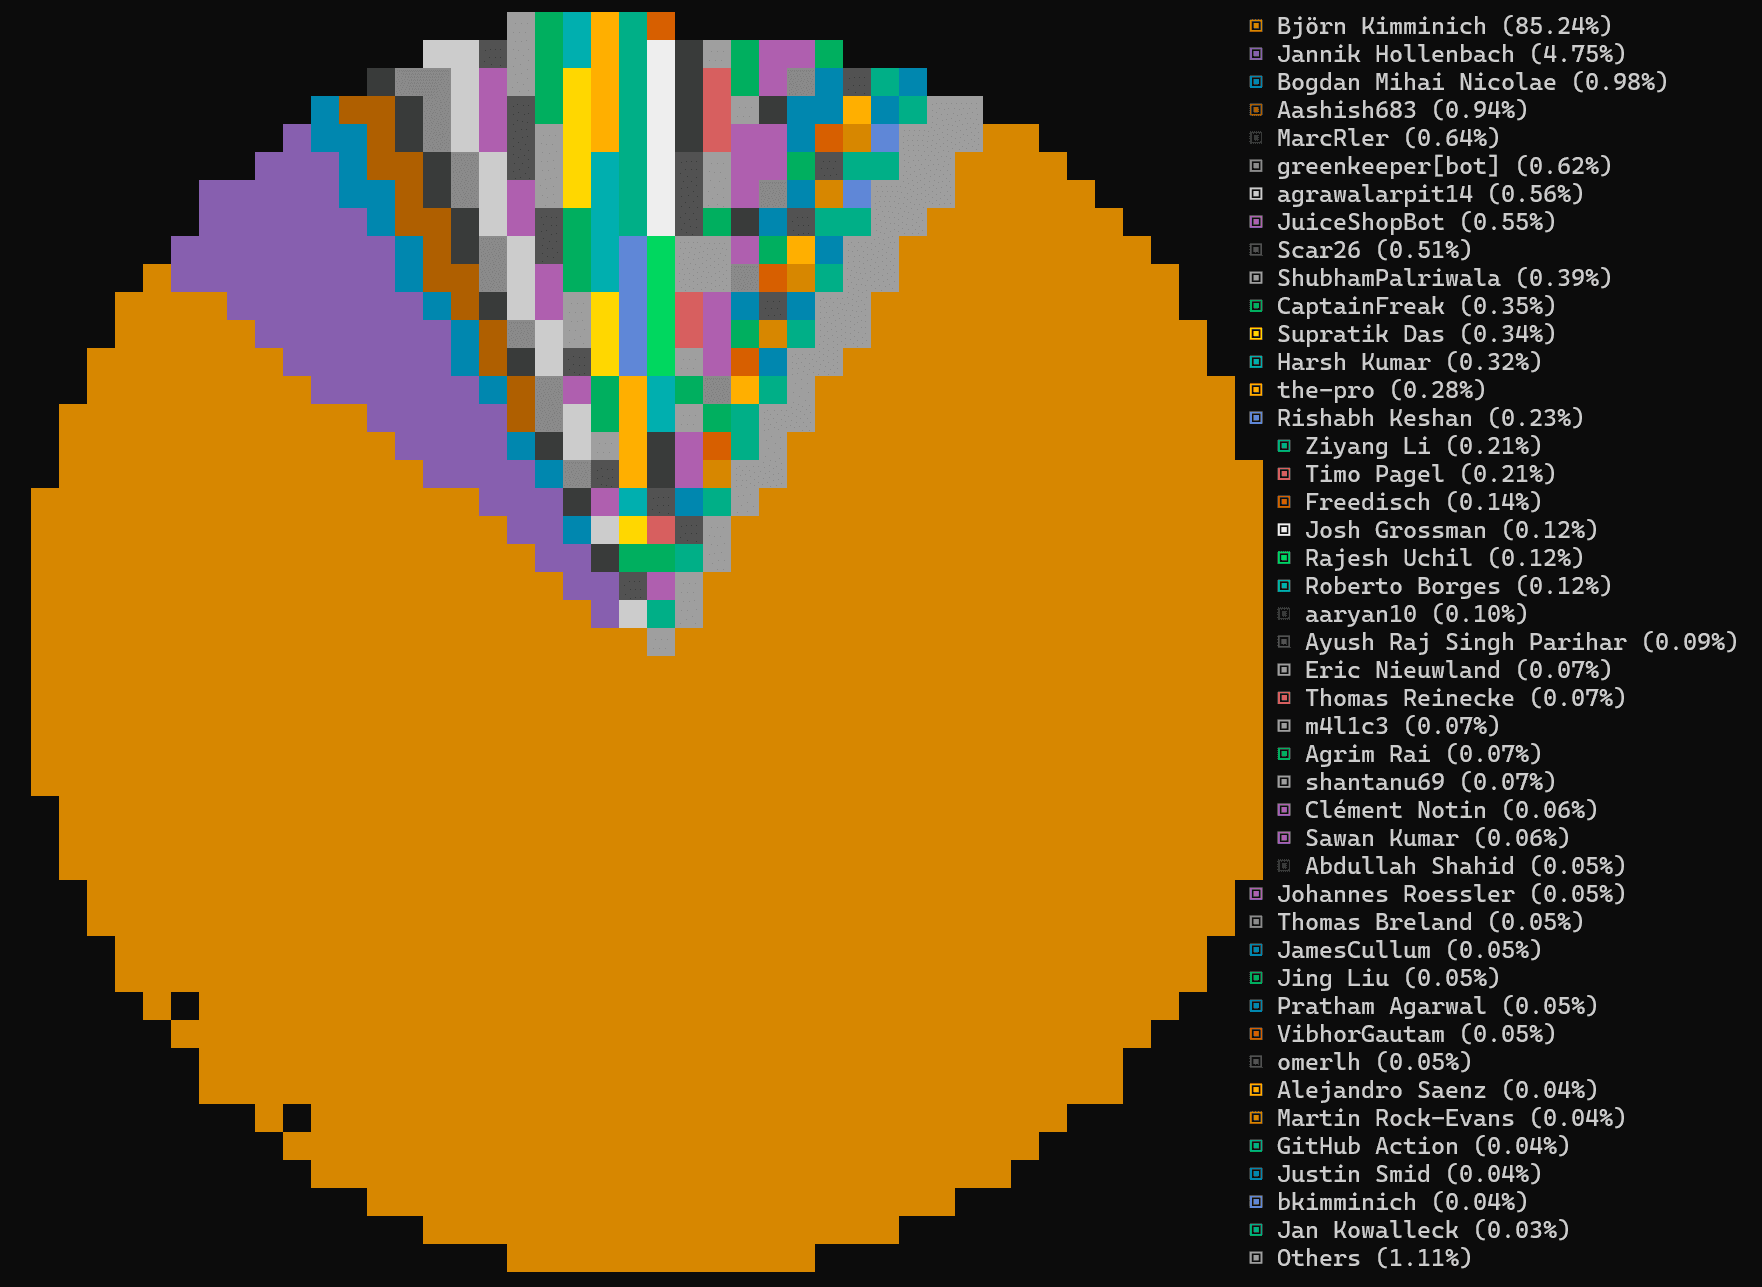 Björn Kimminich (85.24%)
Jannik Hollenbach (4.75%)
Bogdan Mihai Nicolae (0.98%)
Aashish683 (0.94%)
MarcRler (0.64%)
greenkeeper[bot] (0.62%)
agrawalarpit14 (0.56%)
JuiceShopBot (0.55%)
Scar26 (0.51%)
ShubhamPalriwala (0.39%)
CaptainFreak (0.35%)
Supratik Das (0.34%)
Harsh Kumar (0.32%)
the-pro (0.28%)
Rishabh Keshan (0.23%)
Ziyang Li (0.21%)
Timo Pagel (0.21%)
Freedisch (0.14%)
Josh Grossman (0.12%)
Rajesh Uchil (0.12%)
Roberto Borges (0.12%)
aaryan10 (0.10%)
Ayush Raj Singh Parihar (0.09%)
Eric Nieuwland (0.07%)
Thomas Reinecke (0.07%)
m4l1c3 (0.07%)
Agrim Rai (0.07%)
shantanu69 (0.07%)
Clément Notin (0.06%)
Sawan Kumar (0.06%)
Abdullah Shahid (0.05%)
Johannes Roessler (0.05%)
Thomas Breland (0.05%)
JamesCullum (0.05%)
Jing Liu (0.05%)
Pratham Agarwal (0.05%)
VibhorGautam (0.05%)
omerlh (0.05%)
Alejandro Saenz (0.04%)
Martin Rock-Evans (0.04%)
GitHub Action (0.04%)
Justin Smid (0.04%)
bkimminich (0.04%)
Jan Kowalleck (0.03%)
Others (1.11%)